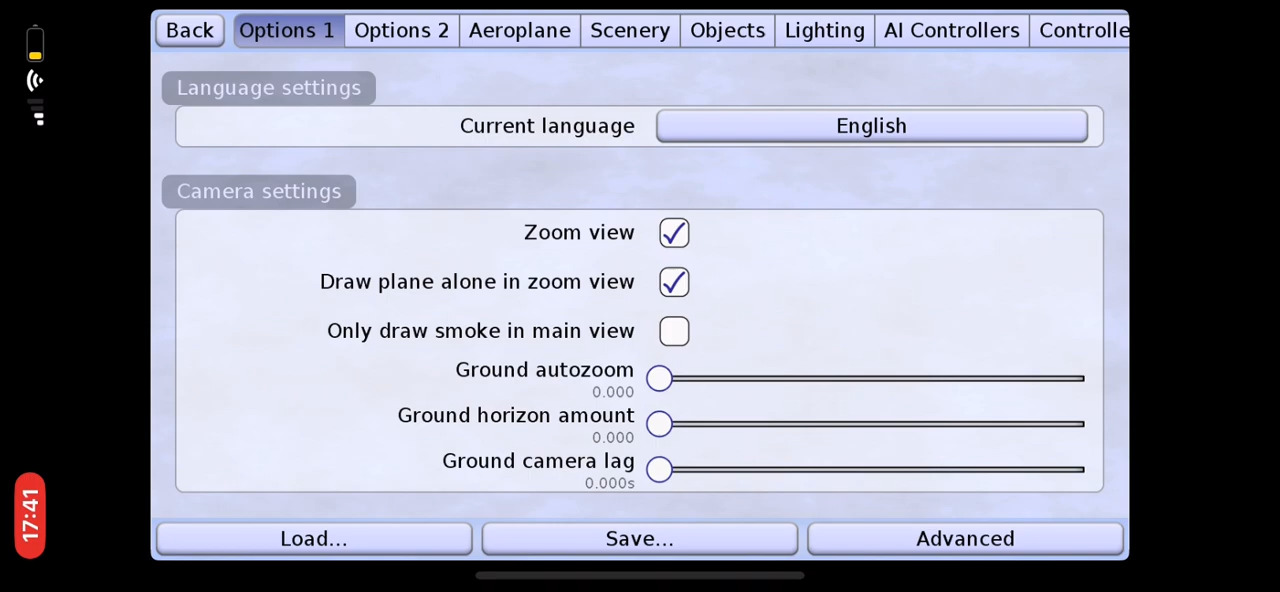 Back Options 1 Options 2 Aeroplane Scenery Objects Lighting AI Controllers Controlle
Language settings
Current language English
Camera settings
Zoom view
Draw plane alone in zoom view
Only draw smoke in main view
Ground autozoom
0.000
Ground horizon amount
0.000
Ground camera lag
0.000s
Load... Save... Advanced
17:41